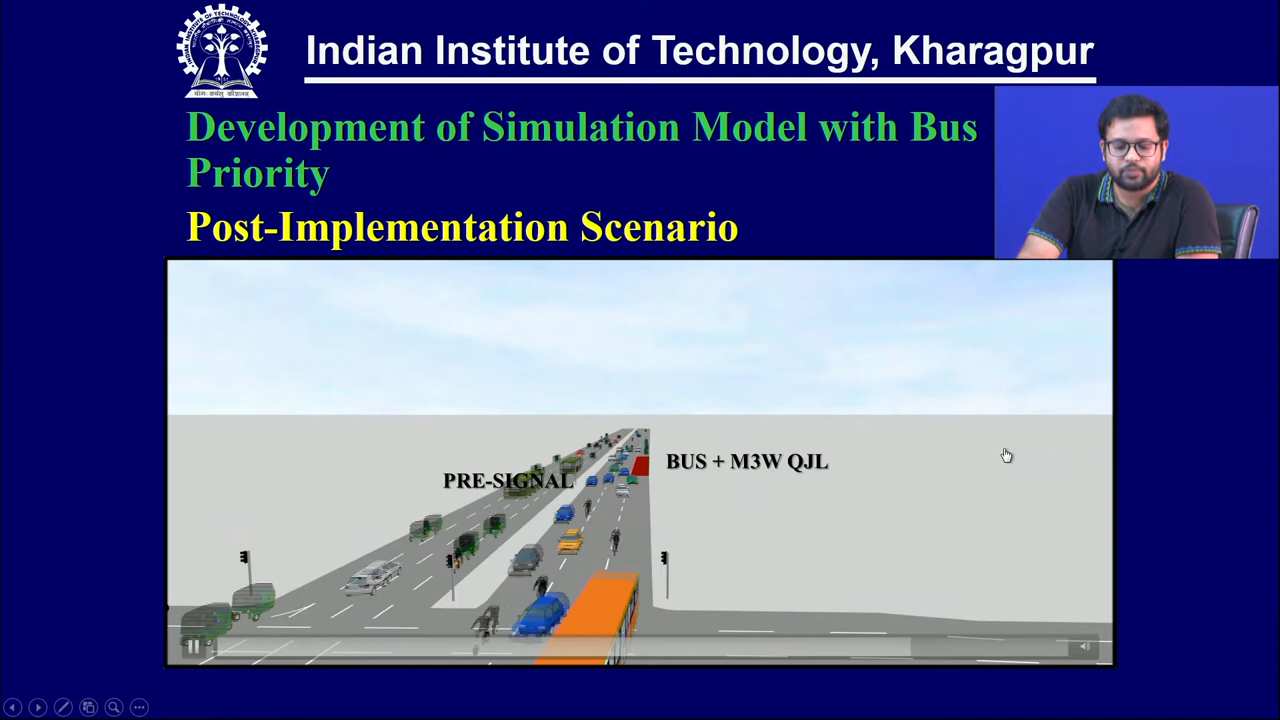 Indian Institute of Technology, Kharagpur
Development of Simulation Model with Bus
Priority
Post-Implementation Scenario
BUS + M3W QJL
PRE-SIGNAL